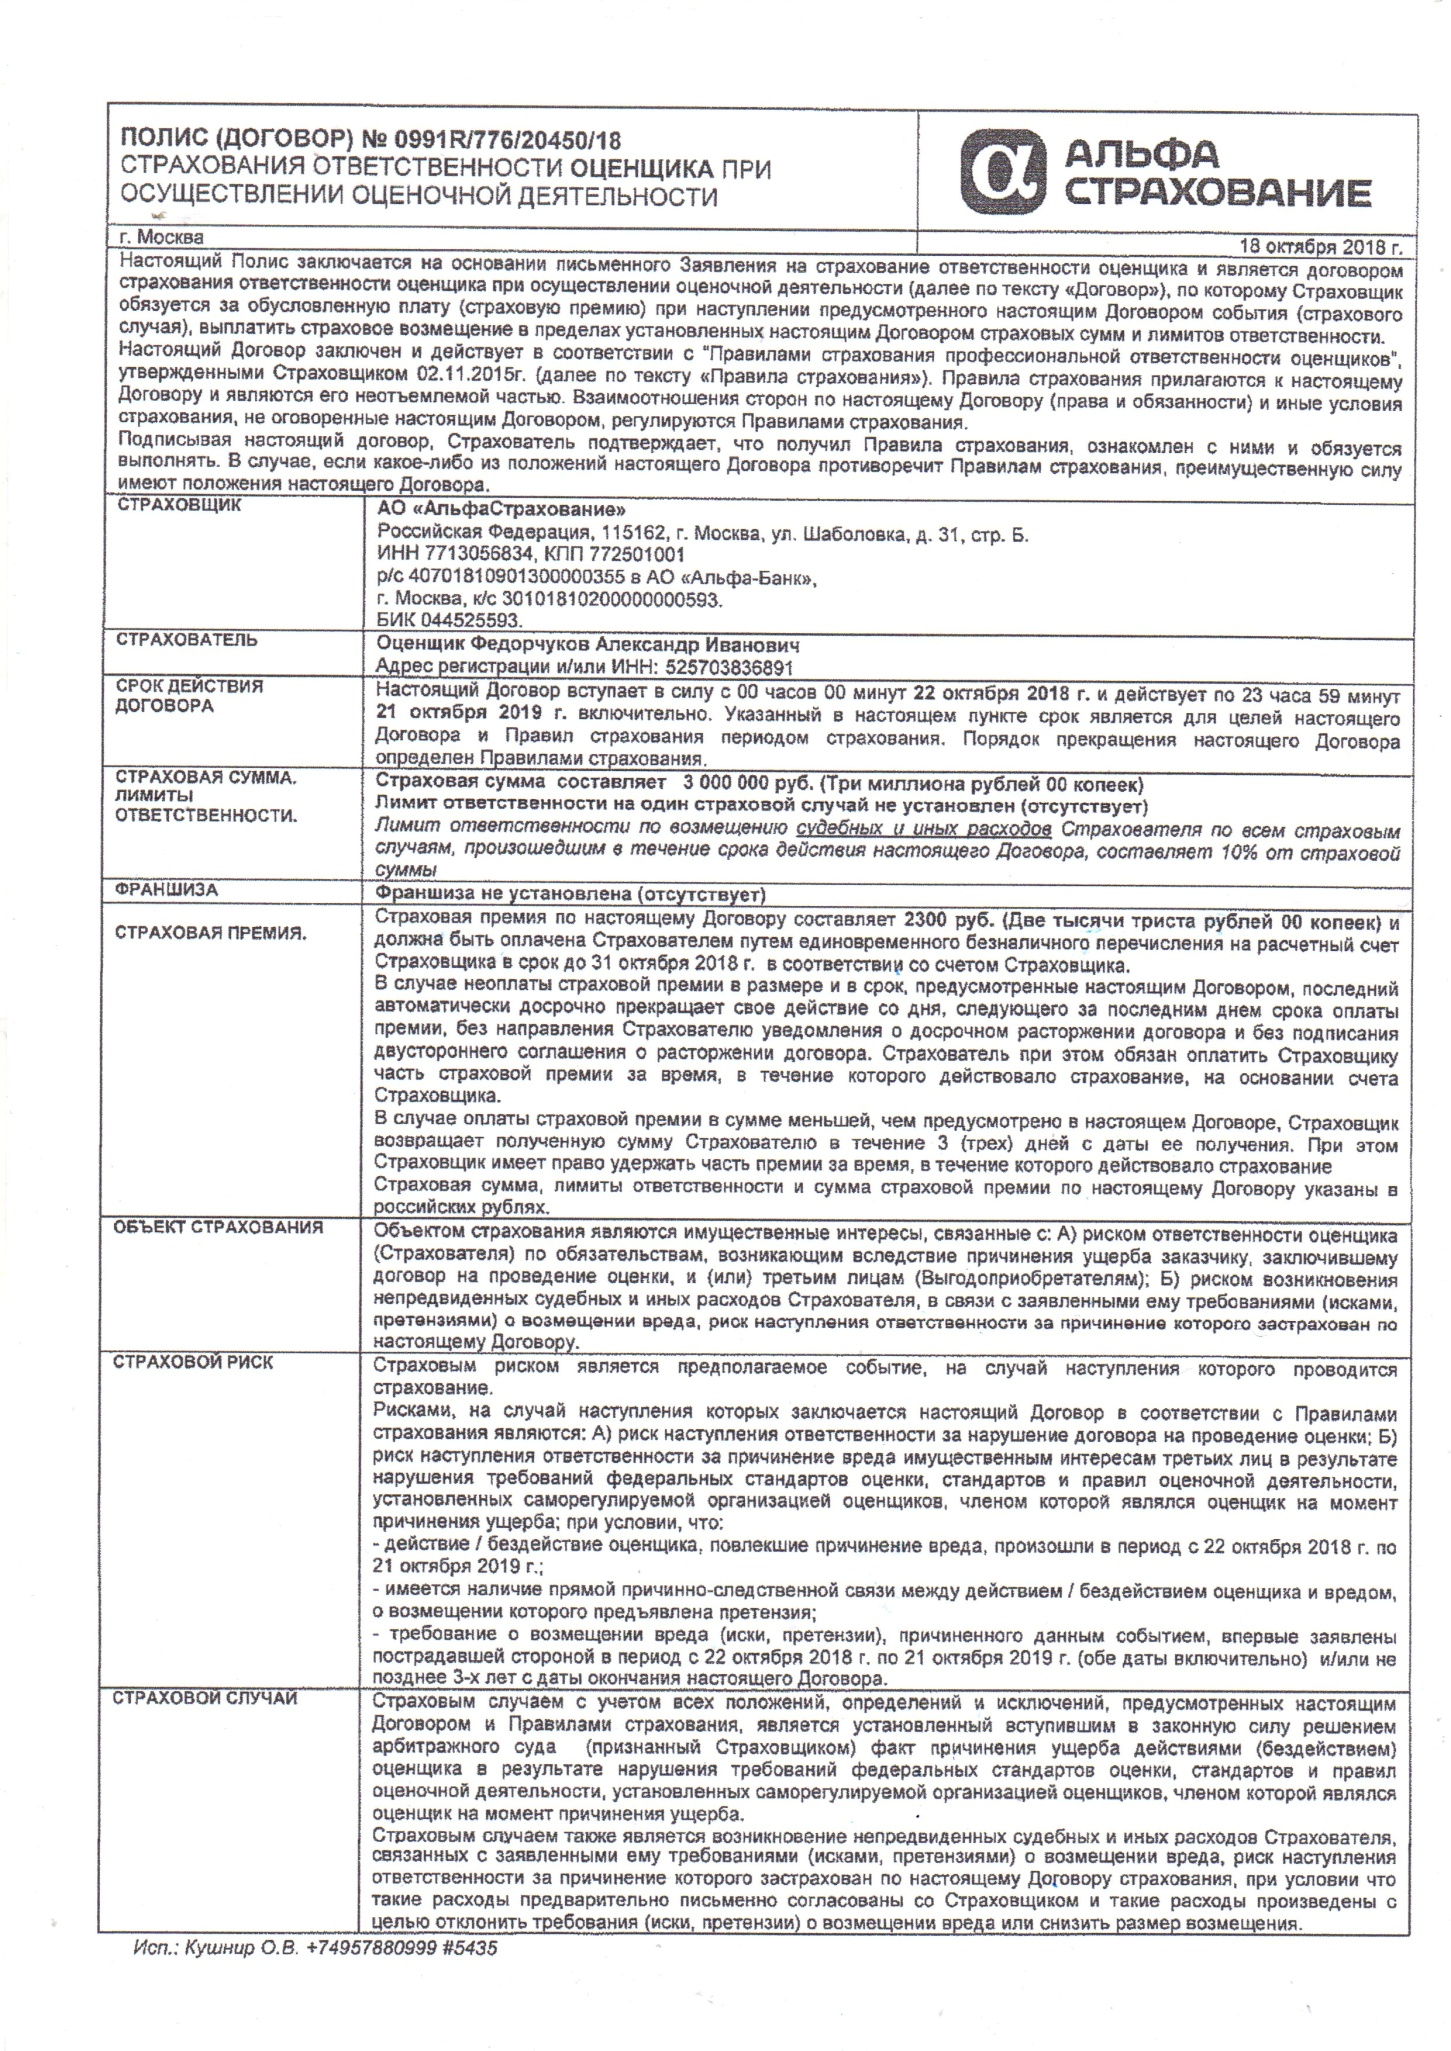 ПОЛИС (ДОГОВОР) № 0991R/776/20450/18
СТРАХОВАНИЯ ОТВЕТСТВЕННОСТИ ОЦЕНЩИКА ПРИ
ОСУЩЕСТВЛЕНИИ ОЦЕНОЧНОЙ ДЕЯТЕЛЬНОСТИ
АЛЬФА
СТРАХОВАНИЕ
г. Москва
18 октября 2018 г.
Настоящий Полис заключается на основании письменного Заявления на страхование ответственности оценщика и является договором
страхования ответственности оценщика при осуществлении оценочной деятельности (далее по тексту «Договор»), по которому Страховщик
обязуется за обусловленную плату (страховую премию) при наступлении предусмотренного настоящим Договором события (страхового
случая), выплатить страховое возмещение в пределах установленных настоящим Договором страховых сумм и лимитов ответственности.
Настоящий Договор заключен и действует в соответствии с "Правилами страхования профессиональной ответственности оценщиков",
утвержденными Страховщиком 02.11.2015г. (далее по тексту «Правила страхования»). Правила страхования прилагаются к настоящему
Договору и являются его неотъемлемой частью. Взаимоотношения сторон по настоящему Договору (права и обязанности) и иные условия
страхования, не оговоренные настоящим Договором, регулируются Правилами страхования.
Подписывая настоящий договор, Страхователь подтверждает, что получил Правила страхования, ознакомлен с ними и обязуется
выполнять. В случае, если какое-либо из положений настоящего Договора противоречит Правилам страхования, преимущественную силу
имеют положения настоящего Договора.
СТРАХОВЩИК
АО «АльфаСтрахование»
Российская Федерация, 115162, г. Москва, ул. Шаболовка, д. 31, стр. Б.
ИНН 7713056834, КПП 772501001
р/с 40701810901300000355 в АО «Альфа-Банк»,
г. Москва, к/с 30101810200000000593.
БИК 044525593.
СТРАХОВАТЕЛЬ
Оценщик Федорчуков Александр Иванович
Адрес регистрации и/или ИНН: 525703836891
СРОК ДЕЙСТВИЯ
ДОГОВОРА
Настоящий Договор вступает в силу с 00 часов 00 минут 22 октября 2018 г. и действует по 23 часа 59 минут
21 октября 2019 г. включительно. Указанный в настоящем пункте срок является для целей настоящего
Договора и Правил страхования периодом страхования. Порядок прекращения настоящего Договора
определен Правилами страхования.
СТРАХОВАЯ СУММА.
ЛИМИТЫ
ОТВЕТСТВЕННОСТИ.
Страховая сумма составляет 3 000 000 руб. (Три миллиона рублей 00 копеек)
Лимит ответственности на один страховой случай не установлен (отсутствует)
Лимит ответственности по возмещению судебных и иных расходов Страхователя по всем страховым
случаям, произошедшим в течение срока действия настоящего Договора, составляет 10% от страховой
суммы
ФРАНШИЗА
Франшиза не установлена (отсутствует)
СТРАХОВАЯ ПРЕМИЯ.
Страховая премия по настоящему Договору составляет 2300 руб. (Две тысячи триста рублей 00 копеек) и
должна быть оплачена Страхователем путем единовременного безналичного перечисления на расчетный счет
Страховщика в срок до 31 октября 2018 г. в соответствии со счетом Страховщика.
В случае неоплаты страховой премии в размере и в срок, предусмотренные настоящим Договором, последний
автоматически досрочно прекращает свое действие со дня, следующего за последним днем срока оплаты
премии, без направления Страхователю уведомления о досрочном расторжении договора и без подписания
двустороннего соглашения о расторжении договора. Страхователь при этом обязан оплатить Страховщику
часть страховой премии за время, в течение которого действовало страхование, на основании счета
Страховщика.
В случае оплаты страховой премии в сумме меньшей, чем предусмотрено в настоящем Договоре, Страховщик
возвращает полученную сумму Страхователю в течение 3 (трех) дней с даты ее получения. При этом
Страховщик имеет право удержать часть премии за время, в течение которого действовало страхование
Страховая сумма, лимиты ответственности и сумма страховой премии по настоящему Договору указаны в
российских рублях.
ОБЪЕКТ СТРАХОВАНИЯ
Объектом страхования являются имущественные интересы, связанные с: А) риском ответственности оценщика
(Страхователя) по обязательствам, возникающим вследствие причинения ущерба заказчику, заключившему
договор на проведение оценки, и (или) третьим лицам (Выгодоприобретателям); Б) риском возникновения
непредвиденных судебных и иных расходов Страхователя, в связи с заявленными ему требованиями (исками,
претензиями) о возмещении вреда, риск наступления ответственности за причинение которого застрахован по
настоящему Договору.
СТРАХОВОЙ РИСК
Страховым риском является предполагаемое событие, на случай наступления которого проводится
страхование.
Рисками, на случай наступления которых заключается настоящий Договор в соответствии с Правилами
страхования являются: А) риск наступления ответственности за нарушение договора на проведение оценки; Б)
риск наступления ответственности за причинение вреда имущественным интересам третьих лиц в результате
нарушения требований федеральных стандартов оценки, стандартов и правил оценочной деятельности,
установленных саморегулируемой организацией оценщиков, членом которой являлся оценщик на момент
причинения ущерба; при условии, что:
- действие / бездействие оценщика, повлекшие причинение вреда, произошли в период с 22 октября 2018 г. по
21 октября 2019 г.;
- имеется наличие прямой причинно-следственной связи между действием / бездействием оценщика и вредом,
о возмещении которого предъявлена претензия;
- требование о возмещении вреда (иски, претензии), причиненного данным событием, впервые заявлены
пострадавшей стороной в период с 22 октября 2018 г. по 21 октября 2019 г. (обе даты включительно) и/или не
позднее 3-х лет с даты окончания настоящего Договора.
СТРАХОВОЙ СЛУЧАЙ
Страховым случаем с учетом всех положений, определений и исключений, предусмотренных настоящим
Договором и Правилами страхования, является установленный вступившим в законную силу решением
арбитражного суда (признанный Страховщиком) факт причинения ущерба действиями (бездействием)
оценщика в результате нарушения требований федеральных стандартов оценки, стандартов и правил
оценочной деятельности, установленных саморегулируемой организацией оценщиков, членом которой являлся
оценщик на момент причинения ущерба.
Страховым случаем также является возникновение непредвиденных судебных и иных расходов Страхователя,
связанных с заявленными ему требованиями (исками, претензиями) о возмещении вреда, риск наступления
ответственности за причинение которого застрахован по настоящему Договору страхования, при условии что
такие расходы предварительно письменно согласованы со Страховщиком и такие расходы произведены с
целью отклонить требования (иски, претензии) о возмещении вреда или снизить размер возмещения.
Исп.: Кушнир О.В. +74957880999 #5435